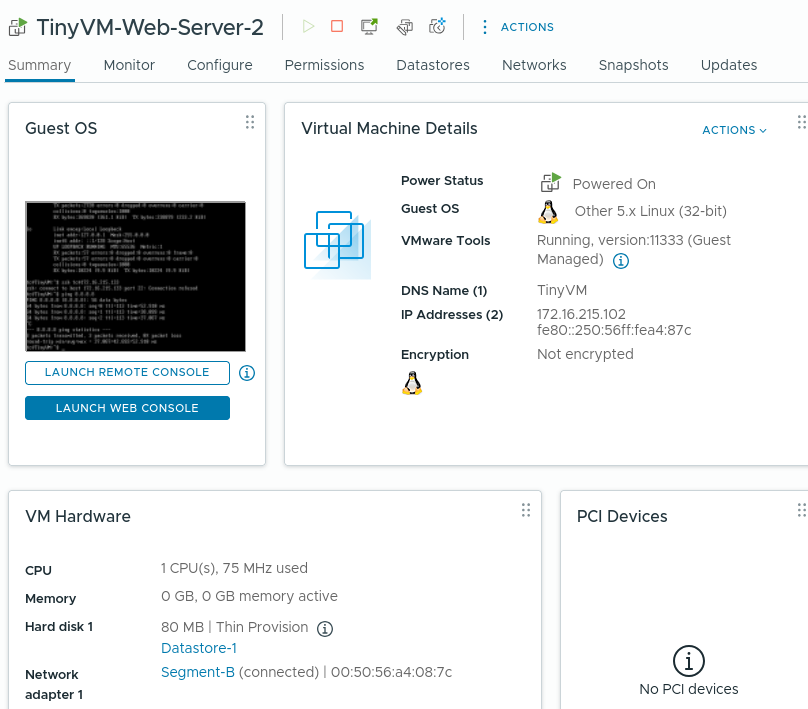 TinyVM-Web-Server-2
ACTIONS
Summary
Monitor
Configure
Permissions
Datastores
Networks
Snapshots
Updates
Guest OS
LAUNCH REMOTE CONSOLE
LAUNCH WEB CONSOLE
Virtual Machine Details
ACTIONS
Power Status
Powered On
Guest OS
Other 5.x Linux (32-bit)
VMware Tools
Running, version:11333 (Guest
Managed)
DNS Name (1)
TinyVM
IP Addresses (2)
172.16.215.102
fe80::250:56ff:fea4:87c
Encryption
Not encrypted
VM Hardware
CPU
1 CPU(s), 75 MHz used
Memory
0 GB, 0 GB memory active
Hard disk 1
80 MB | Thin Provision
Datastore-1
Network
adapter 1
Segment-B (connected) | 00:50:56:a4:08:7c
PCI Devices
No PCI devices